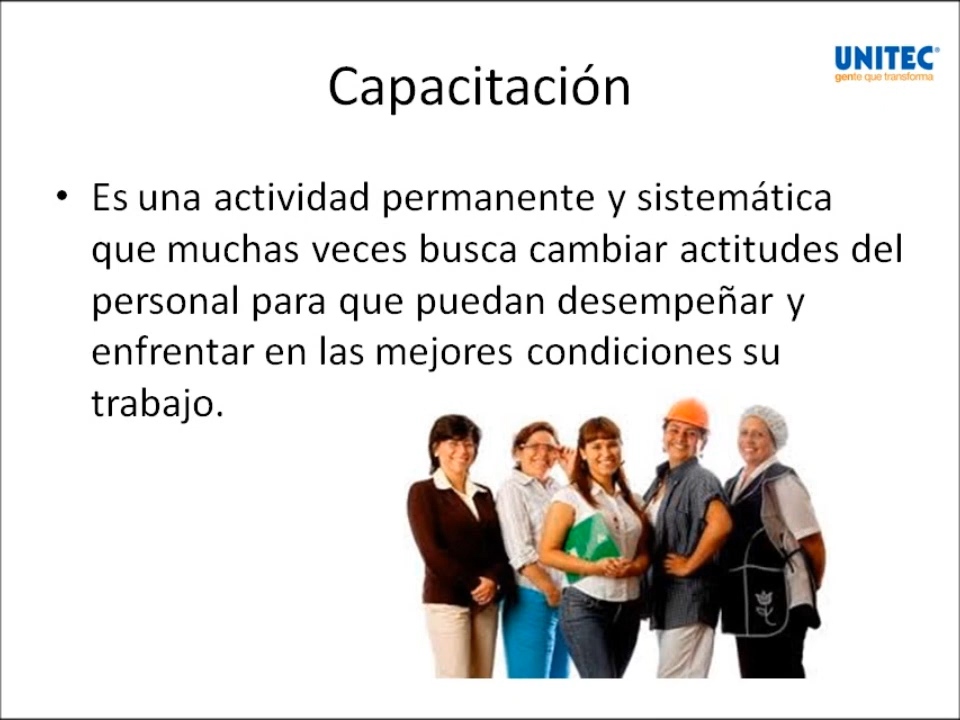 UNITEC®
gente que transforma
Capacitación
• Es una actividad permanente y sistemática
que muchas veces busca cambiar actitudes del
personal para que puedan desempeñar y
enfrentar en las mejores condiciones su
trabajo.